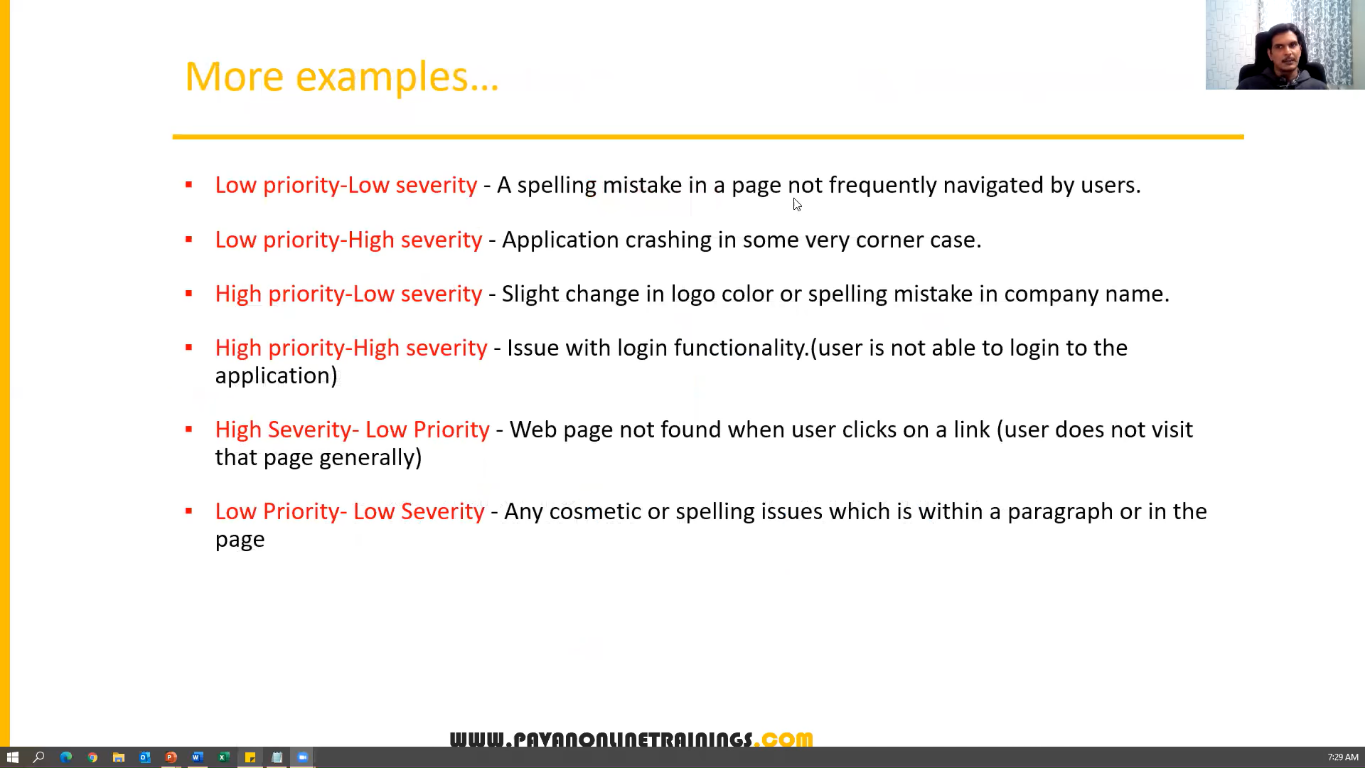 More examples...
▪ Low priority-Low severity - A spelling mistake in a page not frequently navigated by users.
▪ Low priority-High severity - Application crashing in some very corner case.
▪ High priority-Low severity - Slight change in logo color or spelling mistake in company name.
▪ High priority-High severity - Issue with login functionality.(user is not able to login to the
application)
▪ High Severity- Low Priority - Web page not found when user clicks on a link (user does not visit
that page generally)
▪ Low Priority- Low Severity - Any cosmetic or spelling issues which is within a paragraph or in the
page
WWW.PAVANONLINETRAININGS.COM
7:29 AM